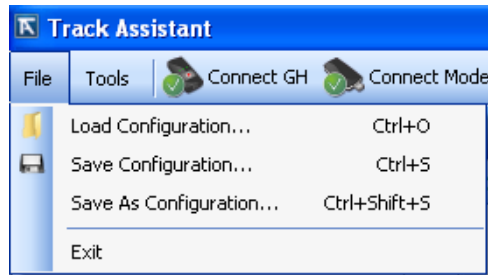 Track Assistant
File Tools Connect GH Connect Mode
Load Configuration... Ctrl+O
Save Configuration... Ctrl+S
Save As Configuration... Ctrl+Shift+S
Exit